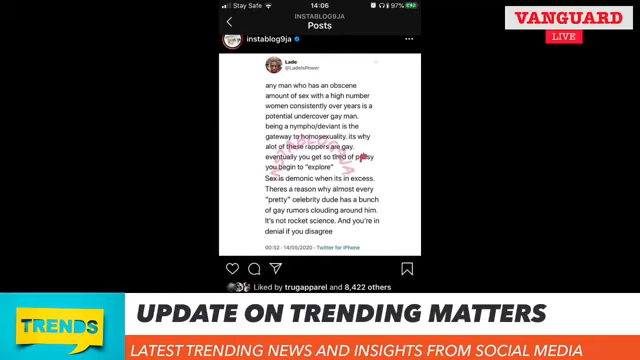 Stay Safe
14:06
97%
INSTABLOG9JA
Posts
VANGUARD
LIVE
instablog9ja
Lade
@LadeIsPower
any man who has an obscene
amount of sex with a high number
women consistently over years is a
potential undercover gay man.
being a nympho/deviant is the
gateway to homosexuality. its why
alot of these rappers are gay.
eventually you get so tired of
you begin to "explore"
Sex is demonic when its in excess.
Theres a reason why almost every
"pretty" celebrity dude has a bunch
of gay rumors clouding around him.
It's not rocket science. And you're in
denial if you disagree
INSTABLOG9JA
00:52 · 14/05/2020 · Twitter for iPhone
Liked by trugapparel and 8,422 others
TRENDS
UPDATE ON TRENDING MATTERS
LATEST TRENDING NEWS AND INSIGHTS FROM SOCIAL MEDIA